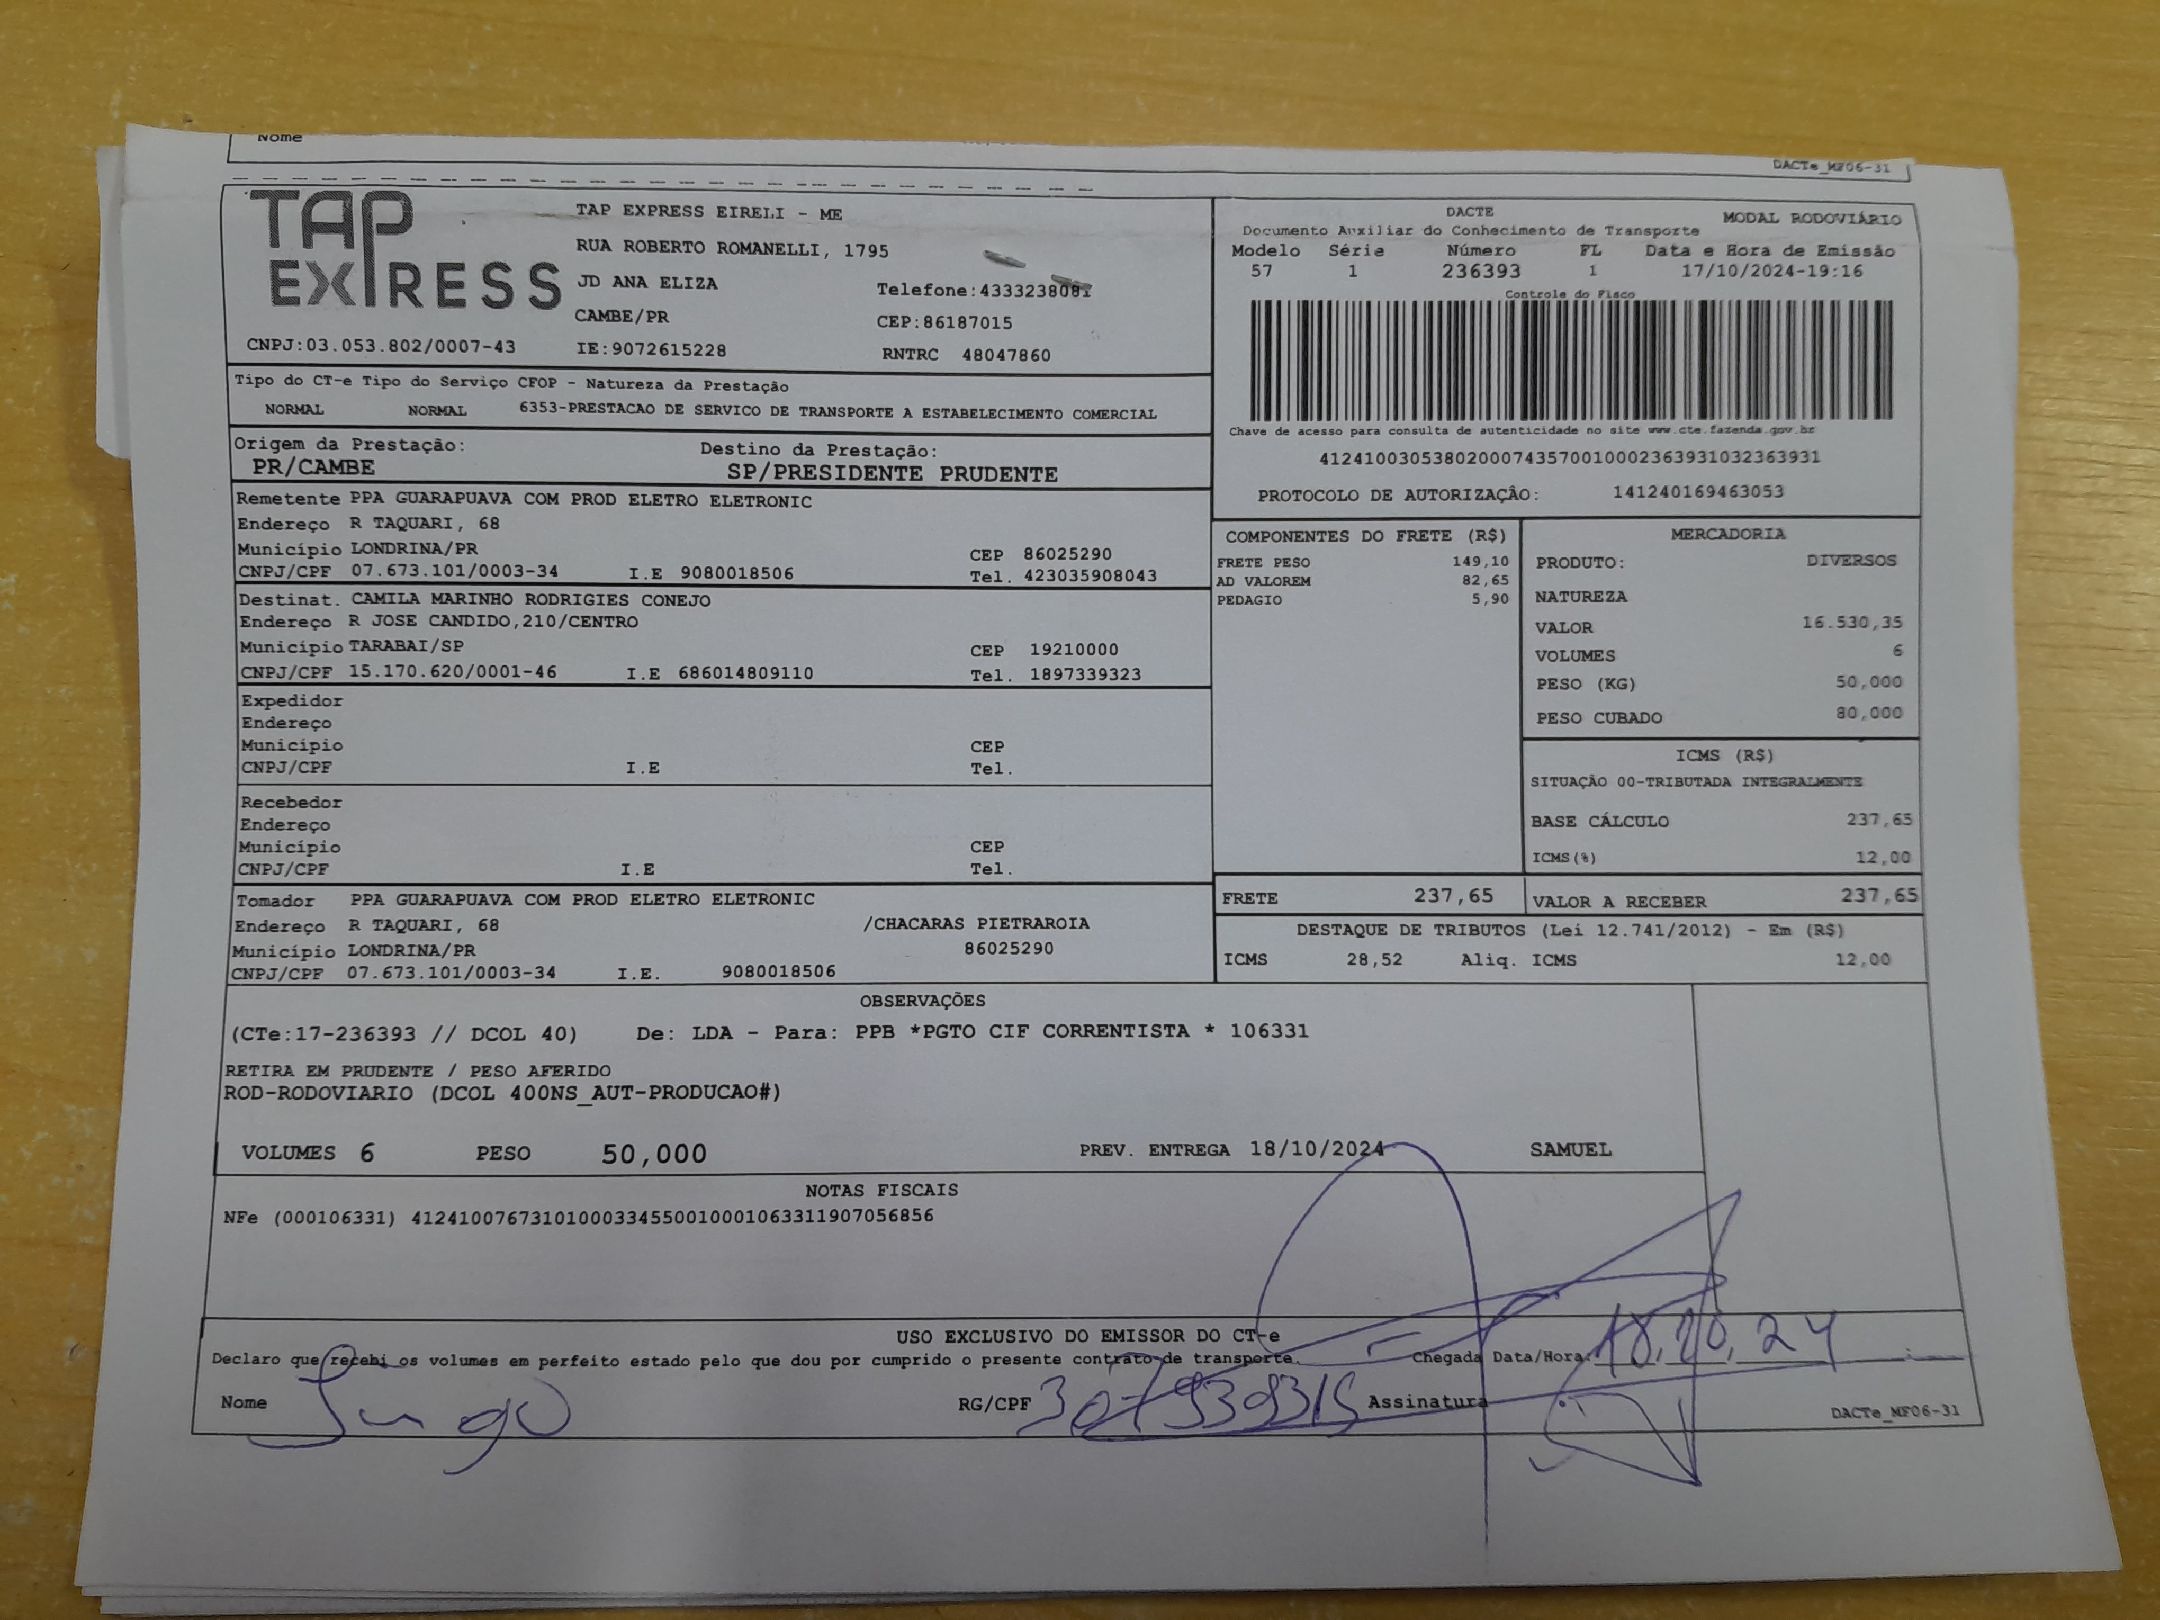 Nome
DACTe_MF06-31
TAP EXPRESS
TAP EXPRESS EIRELI - ME
RUA ROBERTO ROMANELLI, 1795
JD ANA ELIZA
Telefone:4333238081
CAMBE/PR
CEP:86187015
CNPJ:03.053.802/0007-43 IE:9072615228 RNTRC 48047860
DACTE MODAL RODOVIÁRIO
Documento Auxiliar do Conhecimento de Transporte
Modelo Série Número FL Data e Hora de Emissão
57 1 236393 1 17/10/2024-19:16
Controle do Fisco
Chave de acesso para consulta de autenticidade no site www.cte.fazenda.gov.br
41241003053802000743570010002363931032363931
PROTOCOLO DE AUTORIZAÇÂO: 141240169463053
Tipo do CT-e Tipo do Serviço CFOP - Natureza da Prestação
NORMAL NORMAL 6353-PRESTACAO DE SERVICO DE TRANSPORTE A ESTABELECIMENTO COMERCIAL
Origem da Prestação: Destino da Prestação:
PR/CAMBE SP/PRESIDENTE PRUDENTE
Remetente PPA GUARAPUAVA COM PROD ELETRO ELETRONIC
Endereço R TAQUARI, 68
Município LONDRINA/PR CEP 86025290
CNPJ/CPF 07.673.101/0003-34 I.E 9080018506 Tel. 423035908043
Destinat. CAMILA MARINHO RODRIGIES CONEJO
Endereço R JOSE CANDIDO,210/CENTRO
Município TARABAI/SP CEP 19210000
CNPJ/CPF 15.170.620/0001-46 I.E 686014809110 Tel. 1897339323
Expedidor
Endereço
Município CEP
CNPJ/CPF I.E Tel.
Recebedor
Endereço
Município CEP
CNPJ/CPF I.E Tel.
Tomador PPA GUARAPUAVA COM PROD ELETRO ELETRONIC
Endereço R TAQUARI, 68 /CHACARAS PIETRAROIA
Município LONDRINA/PR 86025290
CNPJ/CPF 07.673.101/0003-34 I.E. 9080018506
COMPONENTES DO FRETE (R$)
FRETE PESO 149,10
AD VALOREM 82,65
PEDAGIO 5,90
MERCADORIA
PRODUTO: DIVERSOS
NATUREZA
VALOR 16.530,35
VOLUMES 6
PESO (KG) 50,000
PESO CUBADO 80,000
ICMS (R$)
SITUAÇÃO 00-TRIBUTADA INTEGRALMENTE
BASE CÁLCULO 237,65
ICMS(%) 12,00
FRETE 237,65 VALOR A RECEBER 237,65
DESTAQUE DE TRIBUTOS (Lei 12.741/2012) - Em (R$)
ICMS 28,52 Aliq. ICMS 12,00
OBSERVAÇÕES
(CTe:17-236393 // DCOL 40) De: LDA - Para: PPB *PGTO CIF CORRENTISTA * 106331
RETIRA EM PRUDENTE / PESO AFERIDO
ROD-RODOVIARIO (DCOL 400NS_AUT-PRODUCAO#)
VOLUMES 6 PESO 50,000 PREV. ENTREGA 18/10/2024 SAMUEL
NOTAS FISCAIS
NFe (000106331) 41241007673101000334550010001063311907056856
USO EXCLUSIVO DO EMISSOR DO CT-e
Declaro que recebi os volumes em perfeito estado pelo que dou por cumprido o presente contrato de transporte. Chegada Data/Hora: 18.10.24
Nome RG/CPF Assinatura
DACTe_MF06-31